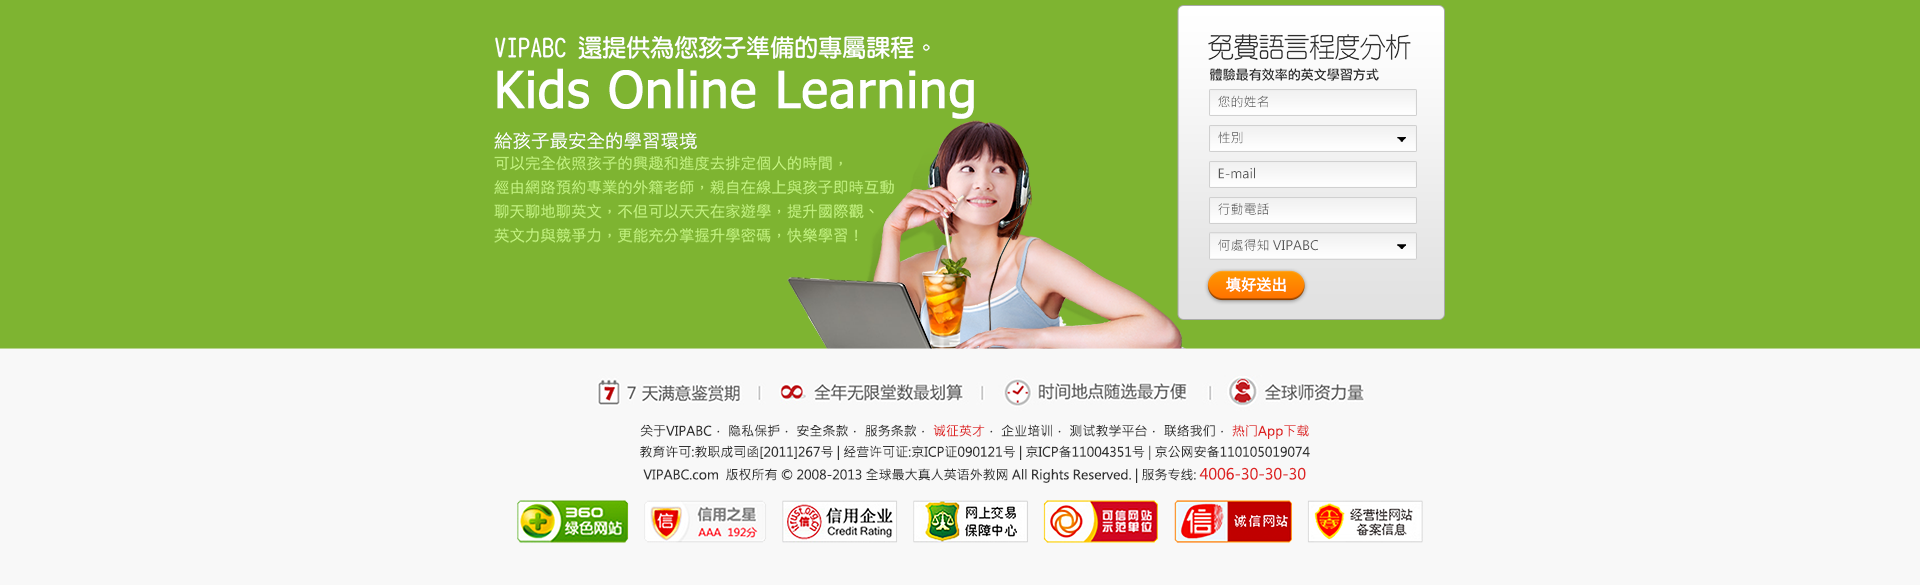 VIPABC 還提供為您孩子準備的專屬課程。
Kids Online Learning
給孩子最安全的學習環境
可以完全依照孩子的興趣和進度去排定個人的時間，
經由網路預約專業的外籍老師，親自在線上與孩子即時互動
聊天聊地聊英文，不但可以天天在家遊學，提升國際觀、
英文力與競爭力，更能充分掌握升學密碼，快樂學習！
免費語言程度分析
體驗最有效率的英文學習方式
您的姓名
性別
E-mail
行動電話
何處得知 VIPABC
填好送出
7 7 天满意鉴赏期 | 全年无限堂数最划算 | 时间地点随选最方便 | 全球师资力量
关于VIPABC · 隐私保护 · 安全条款 · 服务条款 · 诚征英才 · 企业培训 · 测试教学平台 · 联络我们 · 热门App下载
教育许可:教职成司函[2011]267号 | 经营许可证:京ICP证090121号 | 京ICP备11004351号 | 京公网安备110105019074
VIPABC.com 版权所有 © 2008-2013 全球最大真人英语外教网 All Rights Reserved. | 服务专线: 4006-30-30-30
360
绿色网站
信
信用之星
AAA 192分
信
信用企业
Credit Rating
网上交易
保障中心
可信网站
示范单位
信
诚信网站
经营性网站
备案信息